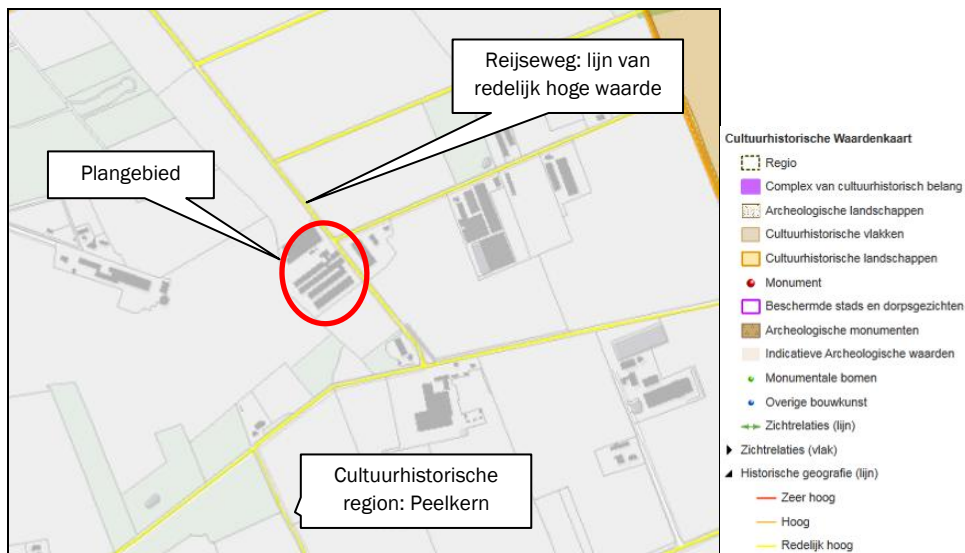 Reijseweg: lijn van
redelijk hoge waarde
Plangebied
Cultuurhistorische
region: Peelkern
Cultuurhistorische Waardenkaart
Regio
Complex van cultuurhistorisch belang
Archeologische landschappen
Cultuurhistorische vlakken
Cultuurhistorische landschappen
Monument
Beschermde stads en dorpsgezichten
Archeologische monumenten
Indicatieve Archeologische waarden
Monumentale bomen
Overige bouwkunst
Zichtrelaties (lijn)
Zichtrelaties (vlak)
Historische geografie (lijn)
Zeer hoog
Hoog
Redelijk hoog